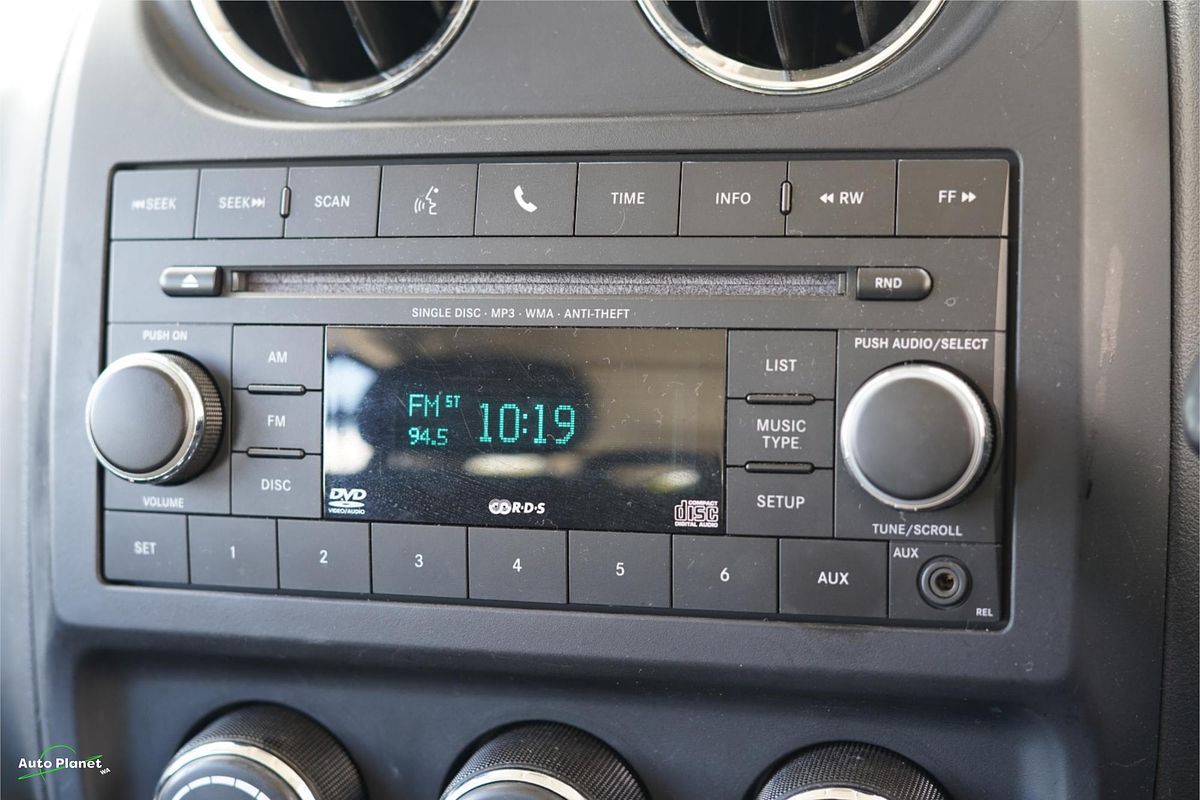 ⏮SEEK
SEEK⏭
SCAN
TIME
INFO
◀◀ RW
FF ▶▶
RND
SINGLE DISC · MP3 · WMA · ANTI-THEFT
PUSH ON
VOLUME
AM
FM
DISC
FM ST
94.5
10:19
DVD
VIDEO/AUDIO
R·D·S
COMPACT
disc
DIGITAL AUDIO
LIST
MUSIC
TYPE
SETUP
PUSH AUDIO/SELECT
TUNE/SCROLL
SET
1
2
3
4
5
6
AUX
AUX
REL
Auto Planet
WA